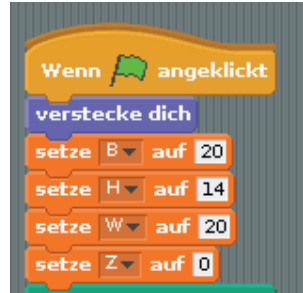 Wenn angeklickt
verstecke dich
setze B auf 20
setze H auf 14
setze W auf 20
setze Z auf 0